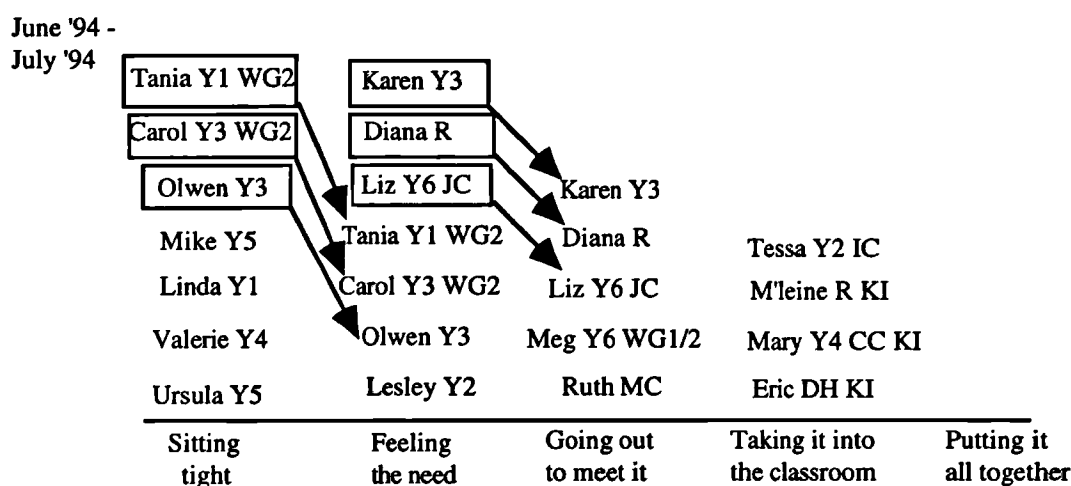 June '94 -
July '94
Tania Y1 WG2
Carol Y3 WG2
Olwen Y3
Mike Y5
Linda Y1
Valerie Y4
Ursula Y5
Karen Y3
Diana R
Liz Y6 JC
Tania Y1 WG2
Carol Y3 WG2
Olwen Y3
Lesley Y2
Karen Y3
Diana R
Liz Y6 JC
Meg Y6 WG1/2
Ruth MC
Tessa Y2 IC
M'leine R KI
Mary Y4 CC KI
Eric DH KI
Sitting
tight
Feeling
the need
Going out
to meet it
Taking it into
the classroom
Putting it
all together